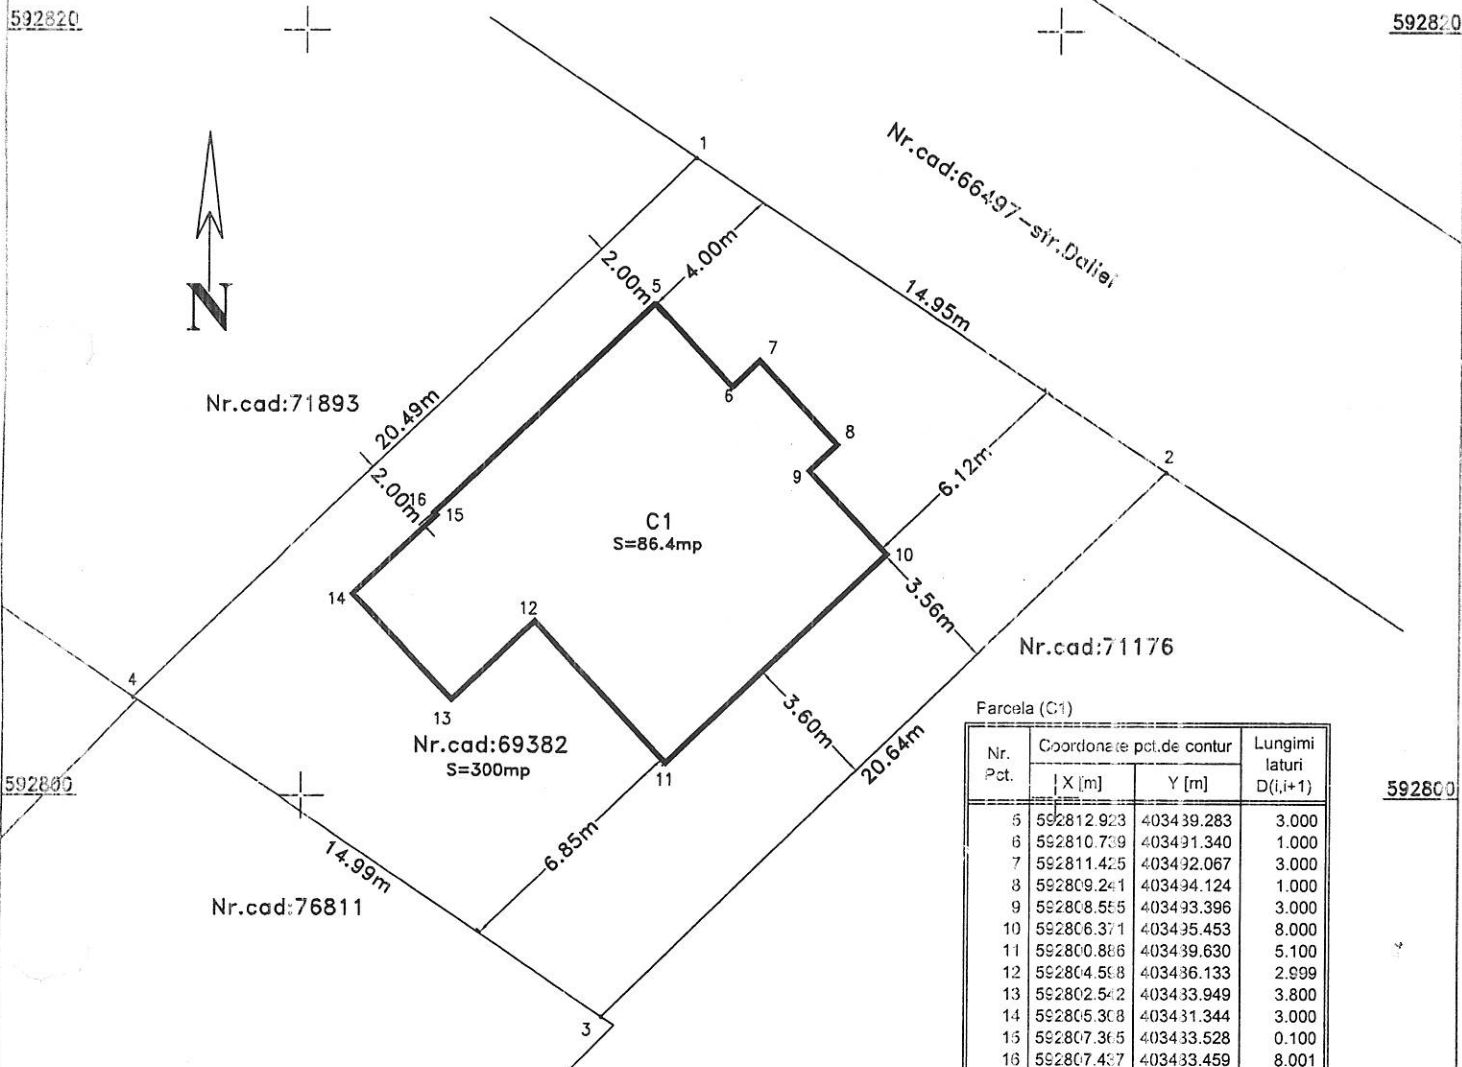 592820
592820
1
Nr.cad:66497-str.Daliei
4.00m
2.00m
5
14.95m
N
7
6
Nr.cad:71893
20.49m
8
9
2
6.12m
2.00m
16
15
C1
S=86.4mp
10
3.56m
14
12
Nr.cad:71176
4
13
3.60m
Parcela (C1)
Nr.cad:69382
S=300mp
20.64m
11
592800
592800
6.85m
14.99m
Nr.cad:76811
3
Nr. Pct. Coordonate pct.de contur Lungimi laturi D(i,i+1)
X [m] Y [m]
5 592812.923 403489.283 3.000
6 592810.739 403491.340 1.000
7 592811.425 403492.067 3.000
8 592809.241 403494.124 1.000
9 592808.555 403493.396 3.000
10 592806.371 403495.453 8.000
11 592800.886 403489.630 5.100
12 592804.598 403486.133 2.999
13 592802.542 403483.949 3.800
14 592805.308 403481.344 3.000
15 592807.365 403483.528 0.100
16 592807.437 403483.459 8.001